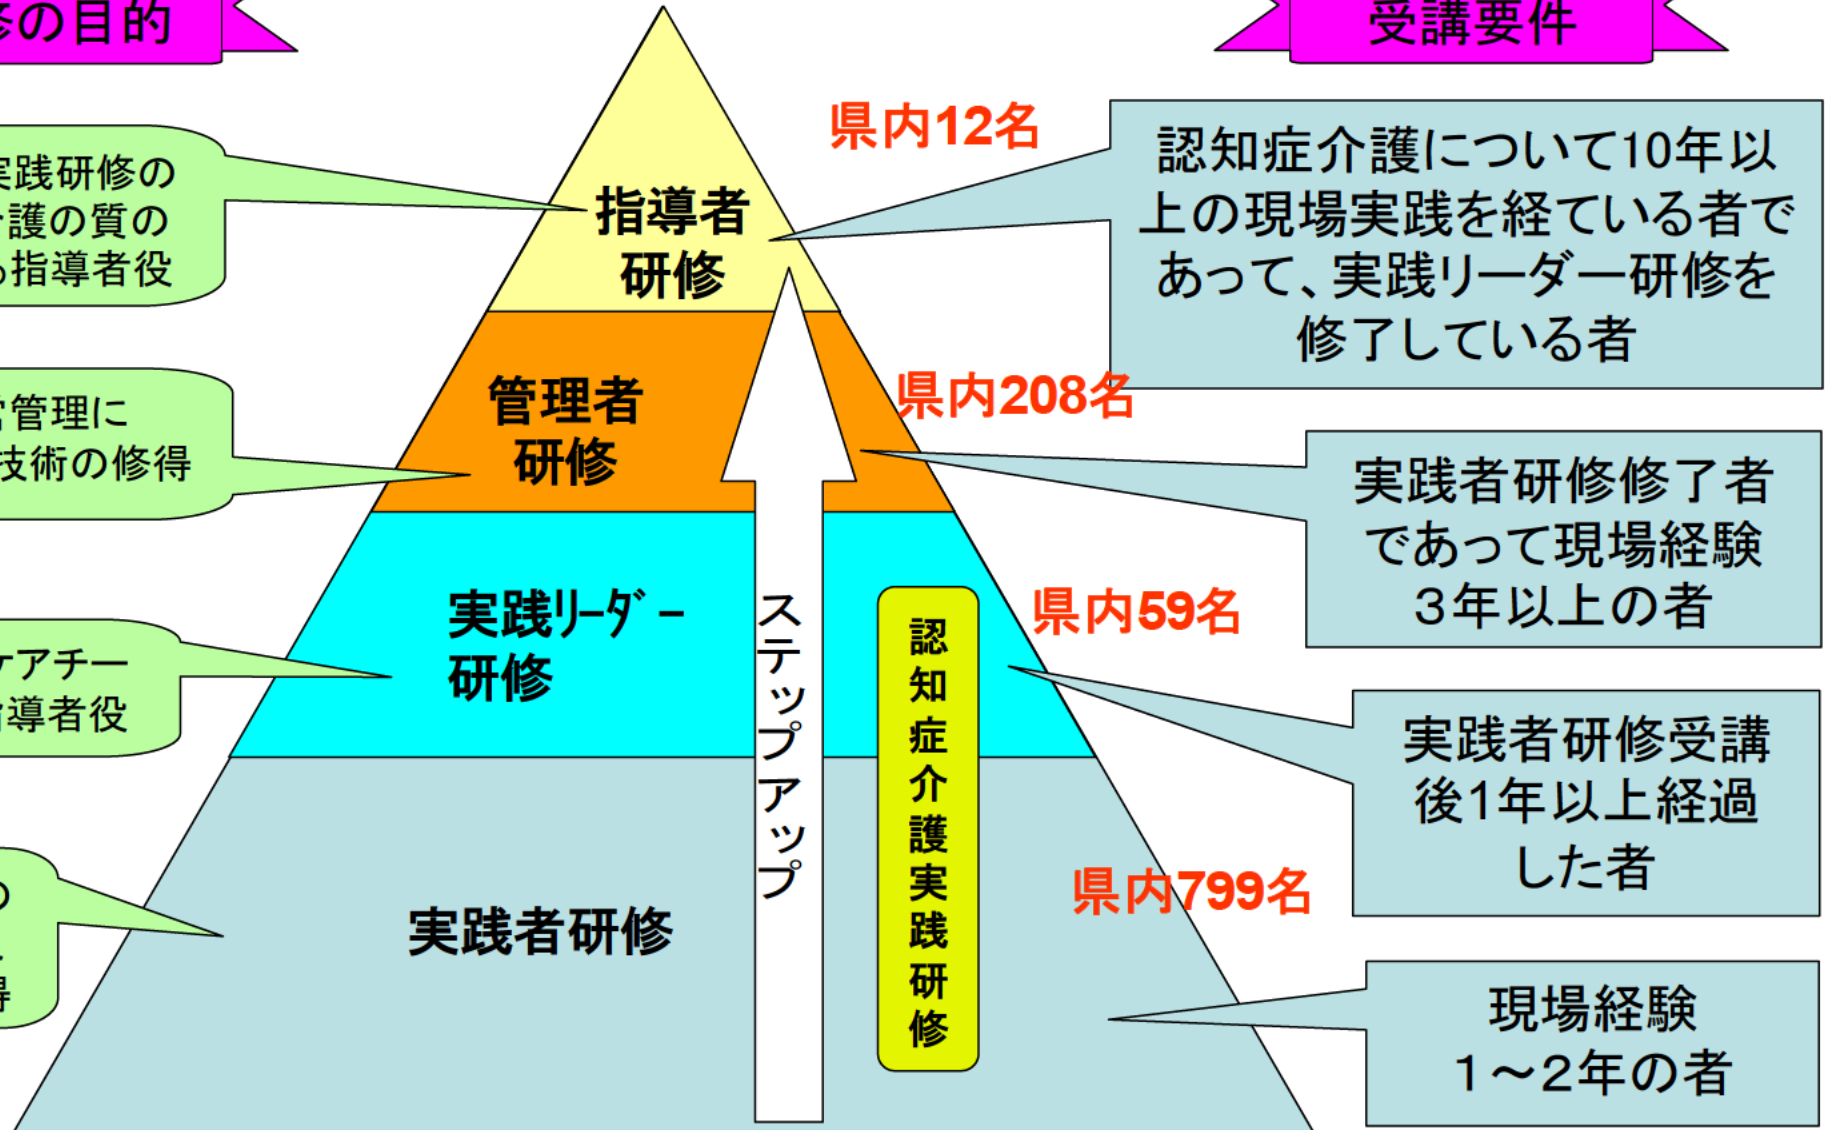 修の目的
受講要件
県内12名
認知症介護について10年以
上の現場実践を経ている者で
あって、実践リーダー研修を
修了している者
実践研修の
介護の質の
指導者役
指導者
研修
県内208名
管理者
研修
営管理に
技術の修得
実践者研修修了者
であって現場経験
３年以上の者
県内59名
実践ﾘｰﾀﾞｰ
研修
ケアチー
指導者役
ステップアップ
認知症介護実践研修
実践者研修受講
後1年以上経過
した者
県内799名
実践者研修
の
得
現場経験
１～２年の者